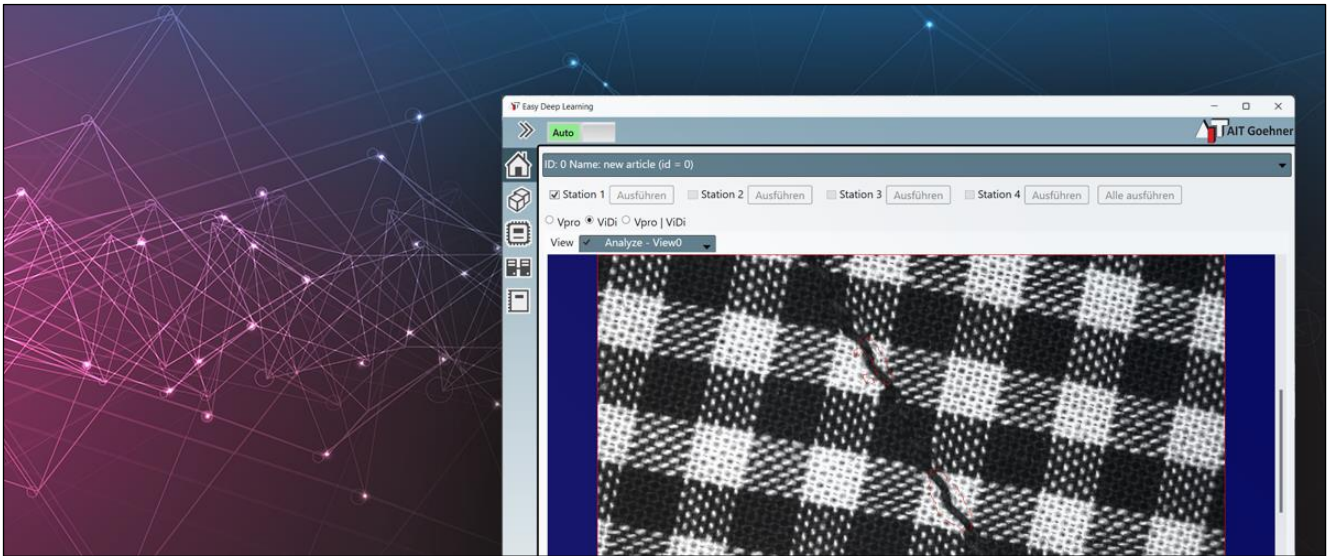 Easy Deep Learning
Auto
AIT Goehner
ID: 0 Name: new article (id = 0)
Station 1 Ausführen Station 2 Ausführen Station 3 Ausführen Station 4 Ausführen Alle ausführen
Vpro ViDi Vpro | ViDi
View Analyze - View0